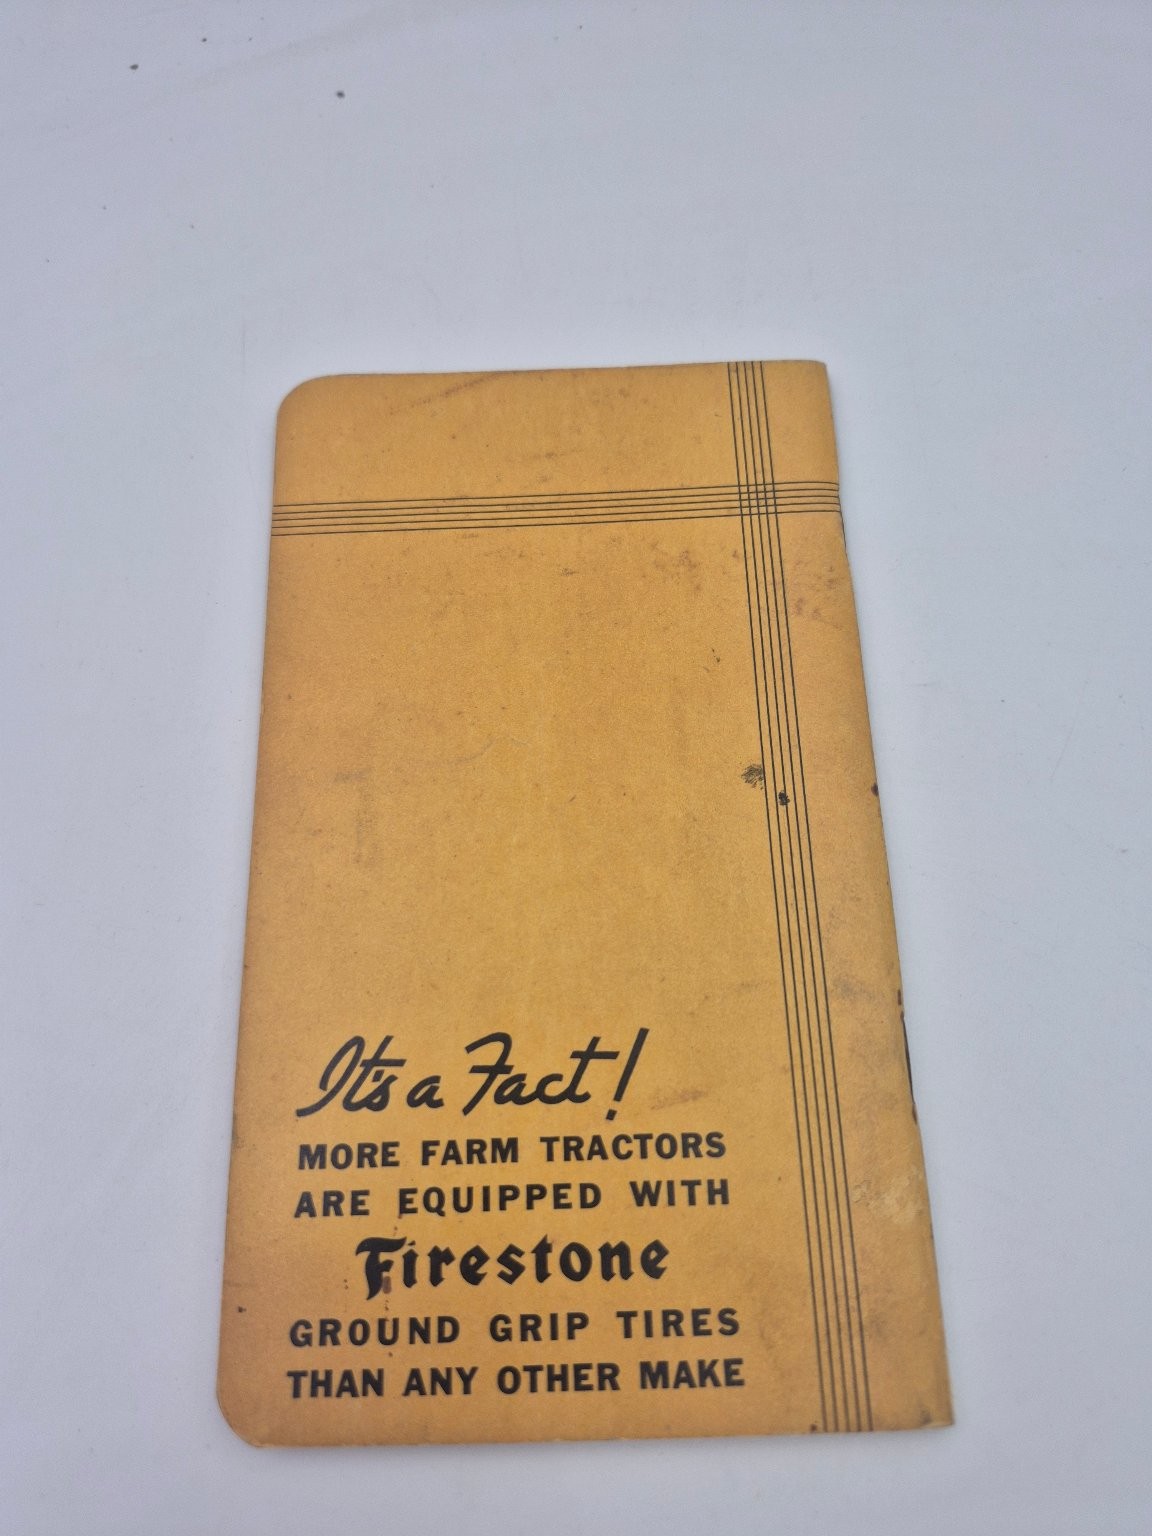 It's a Fact!
MORE FARM TRACTORS
ARE EQUIPPED WITH
Firestone
GROUND GRIP TIRES
THAN ANY OTHER MAKE